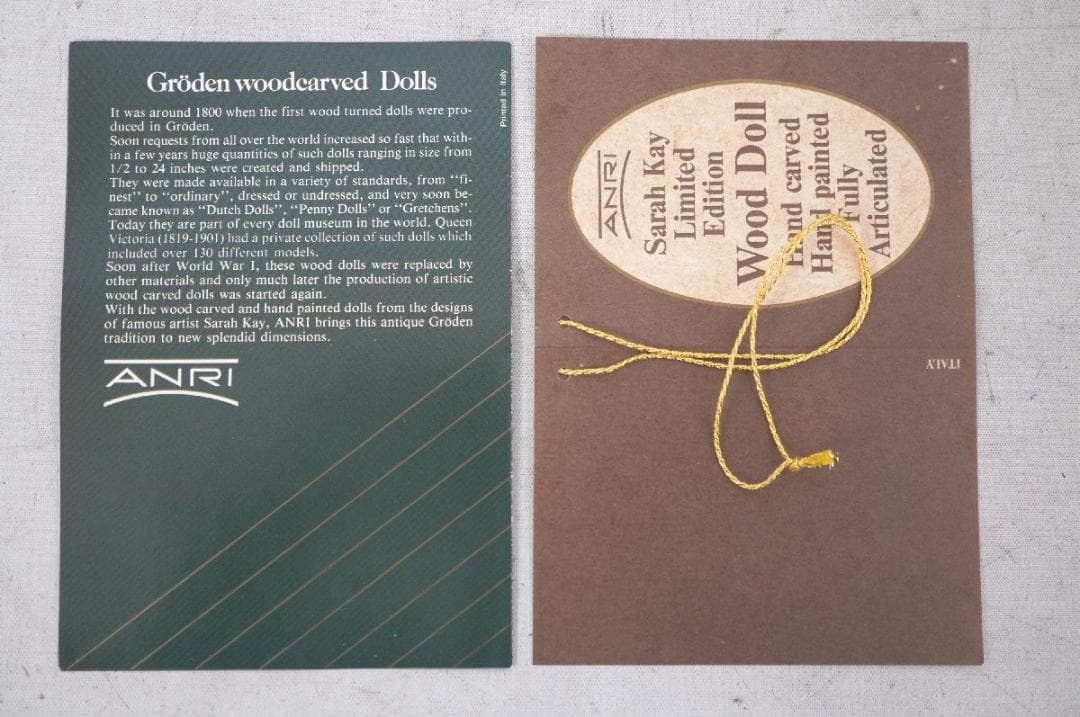 Gröden woodcarved Dolls
It was around 1800 when the first wood turned dolls were pro-
duced in Gröden.
Soon requests from all over the world increased so fast that with-
in a few years huge quantities of such dolls ranging in size from
1/2 to 24 inches were created and shipped.
They were made available in a variety of standards, from "fi-
nest" to "ordinary", dressed or undressed, and very soon be-
came known as "Dutch Dolls", "Penny Dolls" or "Gretchens".
Today they are part of every doll museum in the world. Queen
Victoria (1819-1901) had a private collection of such dolls which
included over 130 different models.
Soon after World War I, these wood dolls were replaced by
other materials and only much later the production of artistic
wood carved dolls was started again.
With the wood carved and hand painted dolls from the designs
of famous artist Sarah Kay, ANRI brings this antique Gröden
tradition to new splendid dimensions.
ANRI
Printed in Italy
ANRI
Sarah Kay
Limited
Edition
Wood Doll
Hand carved
Hand painted
Fully
Articulated
ITALY